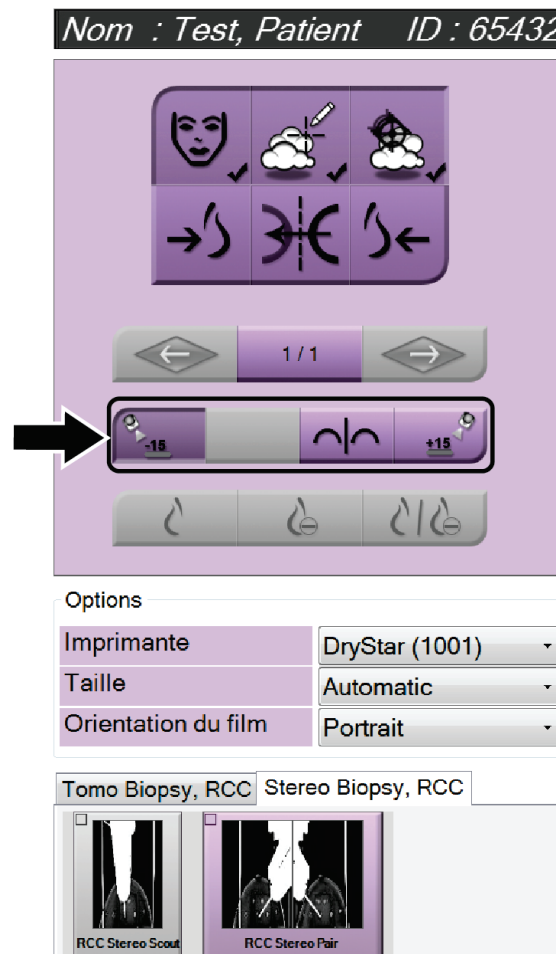 Nom : Test, Patient ID : 65432
1 / 1
-15 +15
Options
Imprimante DryStar (1001)
Taille Automatic
Orientation du film Portrait
Tomo Biopsy, RCC Stereo Biopsy, RCC
RCC Stereo Scout RCC Stereo Pair